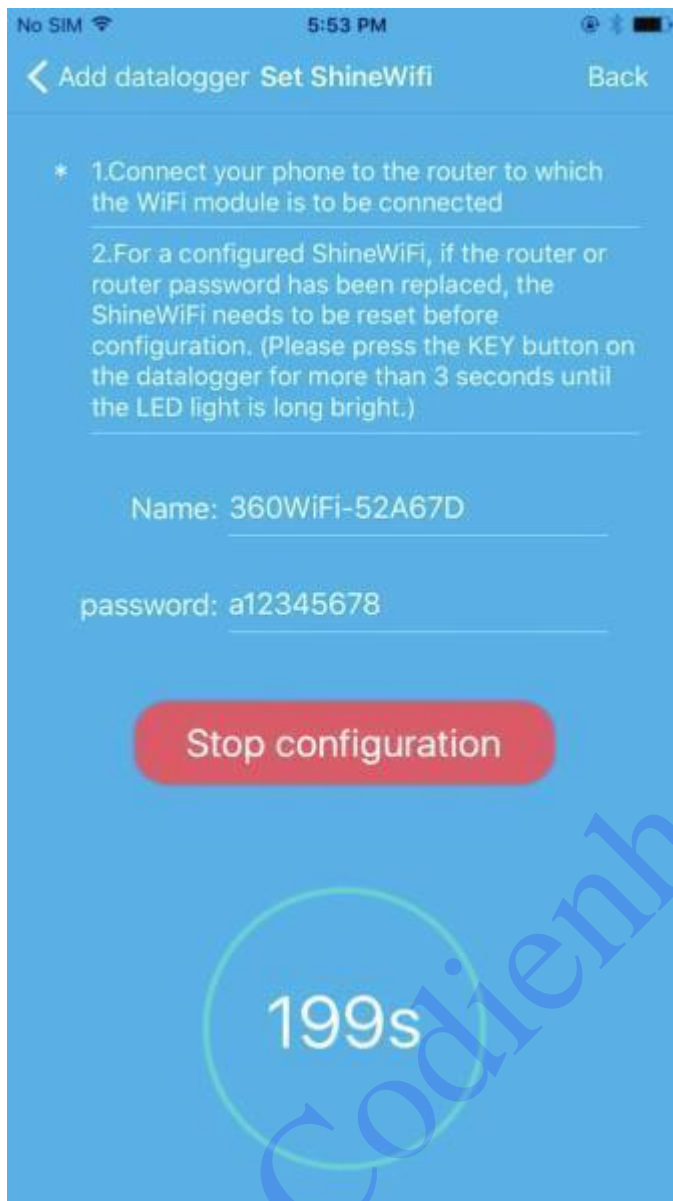 No SIM 5:53 PM
Add datalogger Set ShineWifi Back
* 1.Connect your phone to the router to which
the WiFi module is to be connected
2.For a configured ShineWiFi, if the router or
router password has been replaced, the
ShineWiFi needs to be reset before
configuration. (Please press the KEY button on
the datalogger for more than 3 seconds until
the LED light is long bright.)
Name: 360WiFi-52A67D
password: a12345678
Stop configuration
199s
Codienh